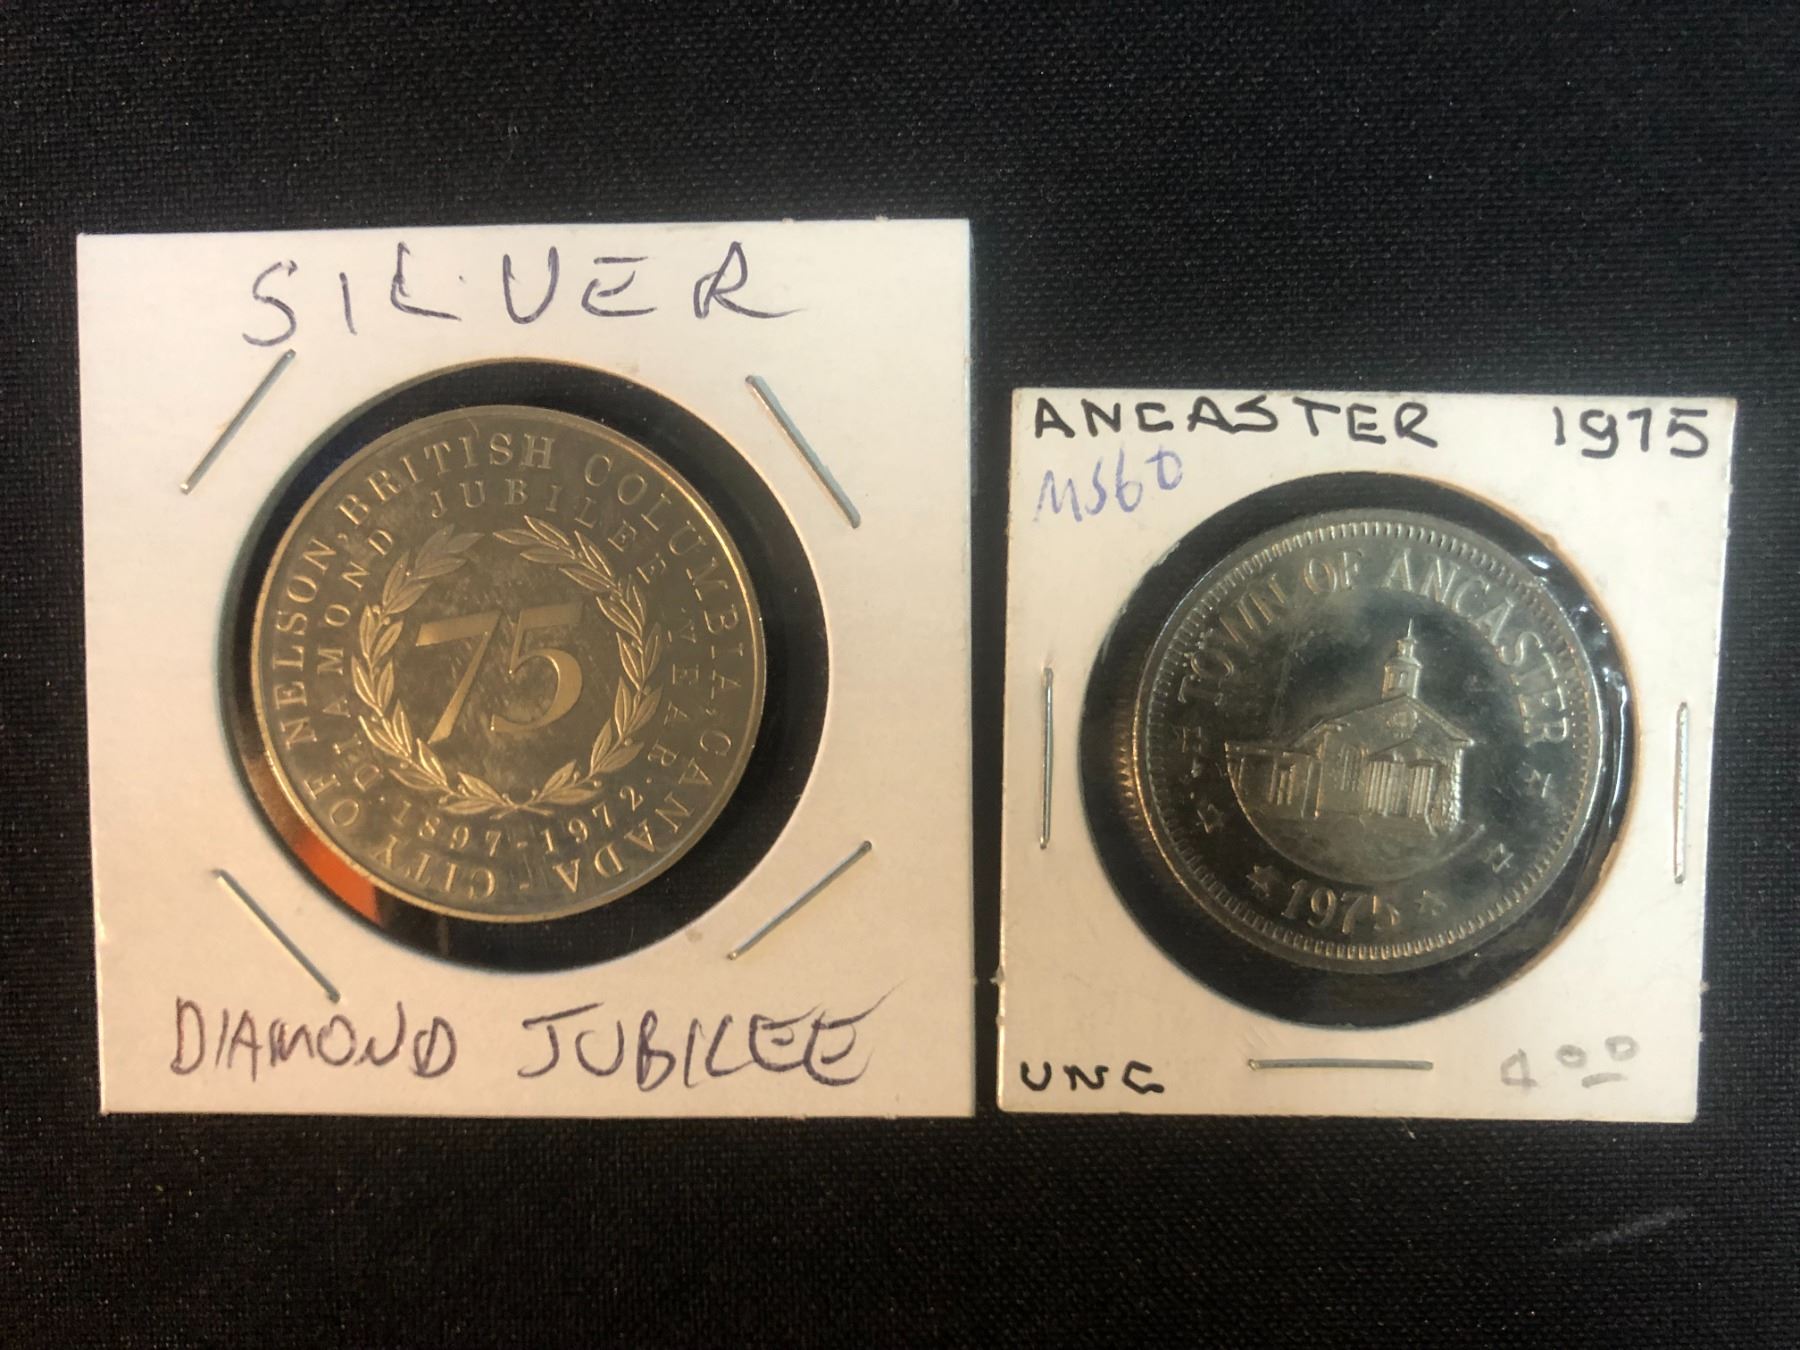 SILVER
CITY OF NELSON, BRITISH COLUMBIA, CANADA
DIAMOND JUBILEE YEAR
75
1897-1972
DIAMOND JUBILEE
ANCASTER 1975
MS60
TOWN OF ANCASTER
1975
UNC 4.00